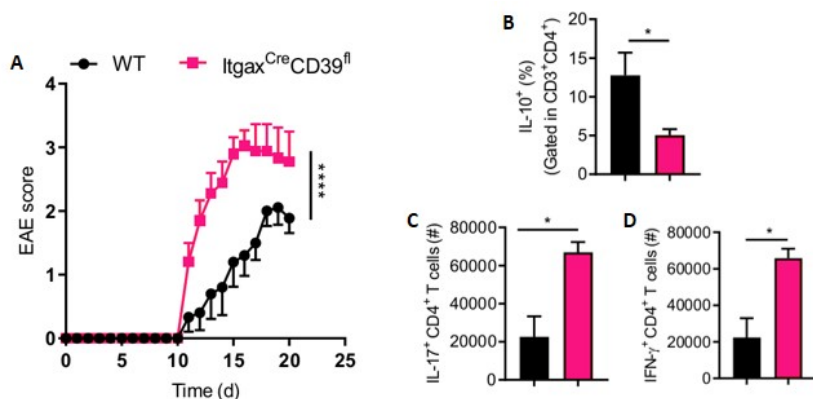 A
WT
Itgax^Cre CD39^fl
EAE score
4
3
2
1
0
0 5 10 15 20 25
Time (d)
****
B
IL-10⁺ (%)
(Gated in CD3⁺CD4⁺)
20
15
10
5
0
*
C
IL-17⁺ CD4⁺ T cells (#)
80000
60000
40000
20000
0
*
D
IFN-γ⁺ CD4⁺ T cells (#)
80000
60000
40000
20000
0
*